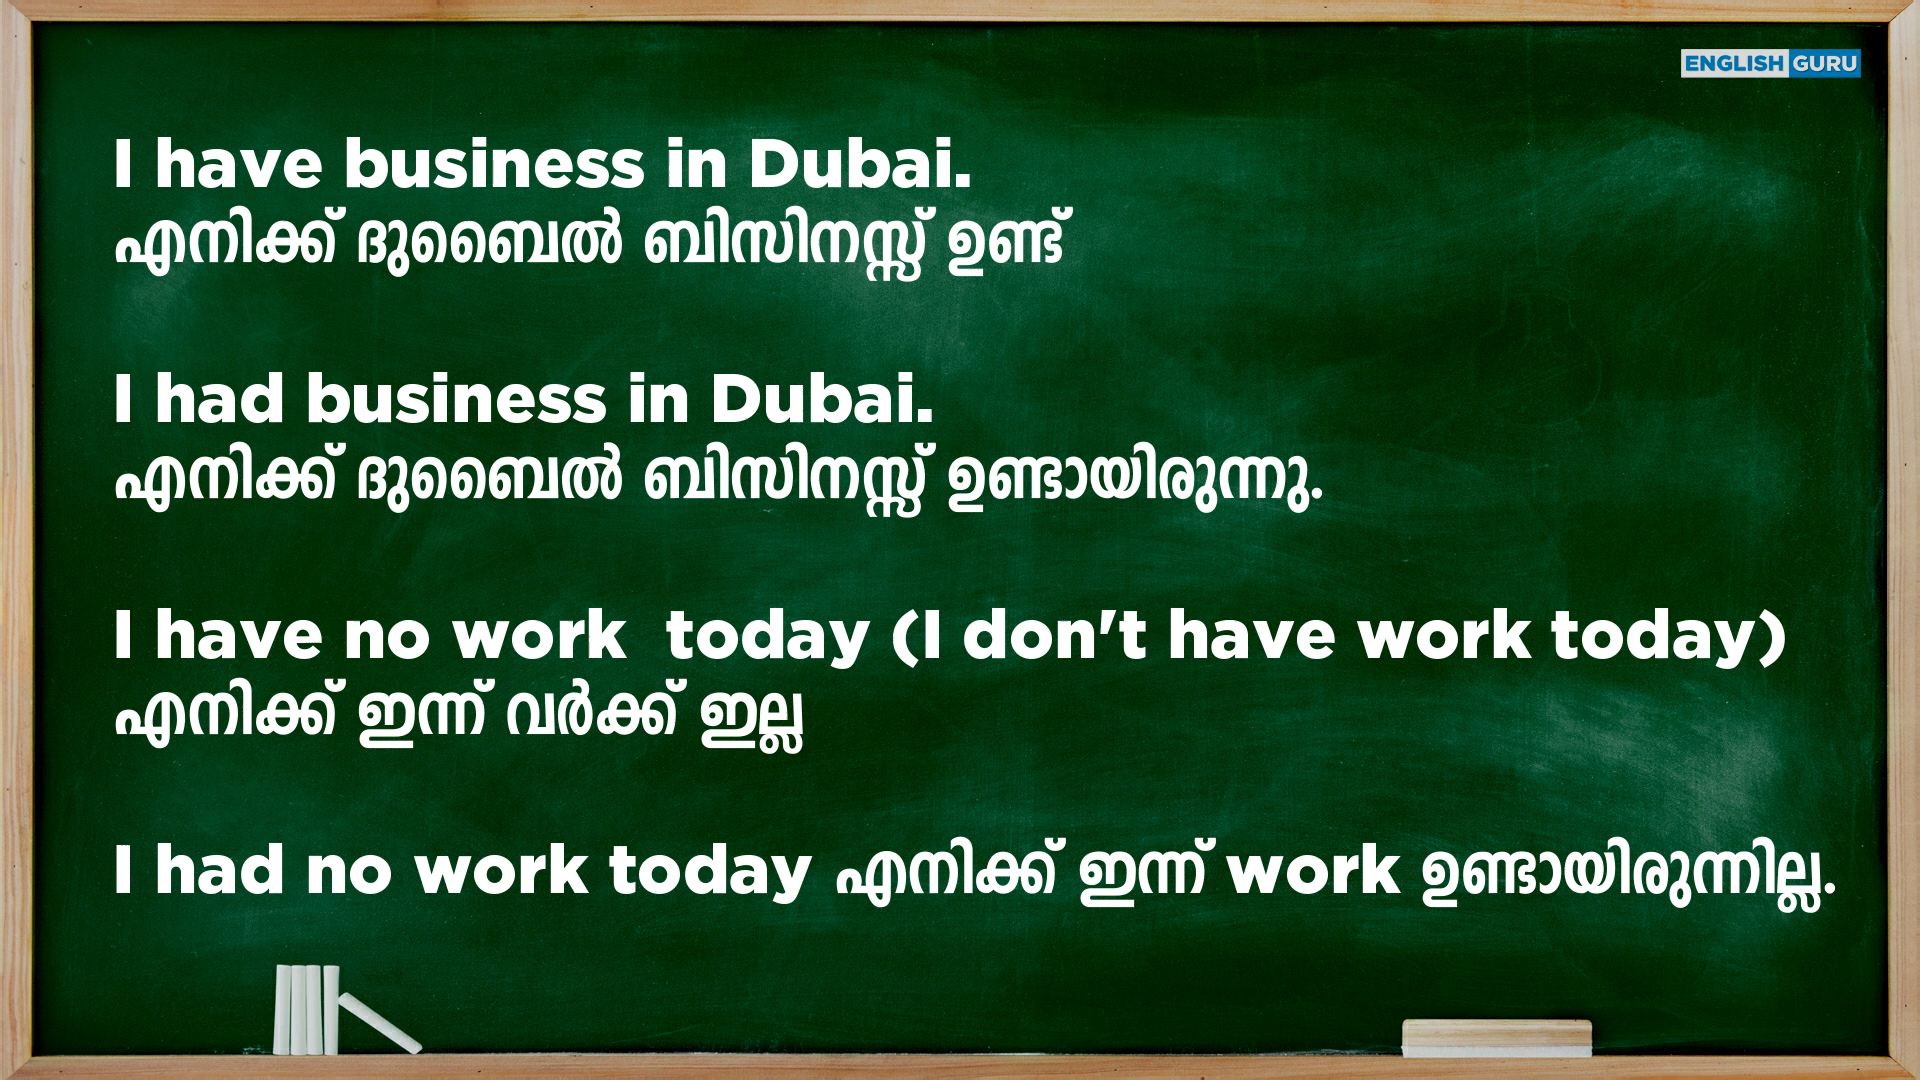 ENGLISH GURU
I have business in Dubai.
എനിക്ക് ദുബൈൽ ബിസിനസ്സ് ഉണ്ട്
I had business in Dubai.
എനിക്ക് ദുബൈൽ ബിസിനസ്സ് ഉണ്ടായിരുന്നു.
I have no work  today (I don't have work today)
എനിക്ക് ഇന്ന് വർക്ക് ഇല്ല
I had no work today എനിക്ക് ഇന്ന് work ഉണ്ടായിരുന്നില്ല.